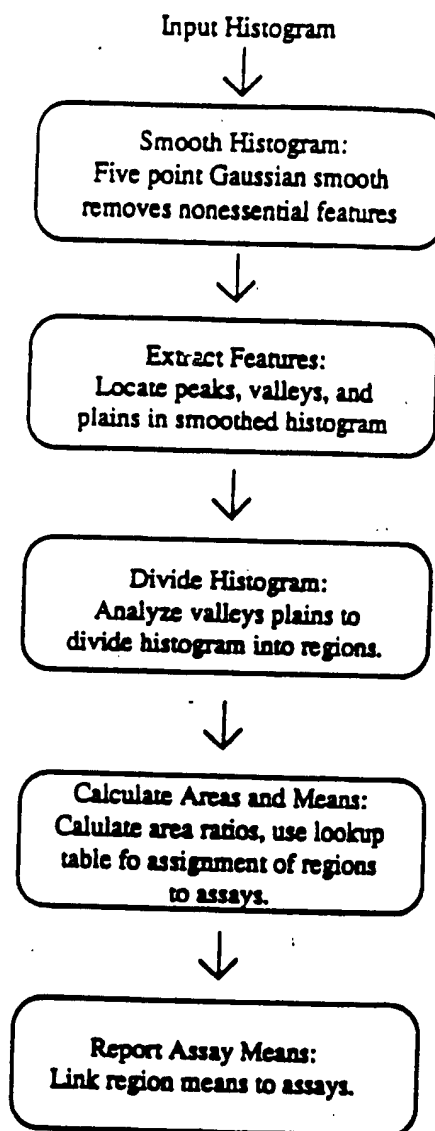 Input Histogram
Smooth Histogram:
Five point Gaussian smooth
removes nonessential features
Extract Features:
Locate peaks, valleys, and
plains in smoothed histogram
Divide Histogram:
Analyze valleys plains to
divide histogram into regions.
Calculate Areas and Means:
Calulate area ratios, use lookup
table fo assignment of regions
to assays.
Report Assay Means:
Link region means to assays.